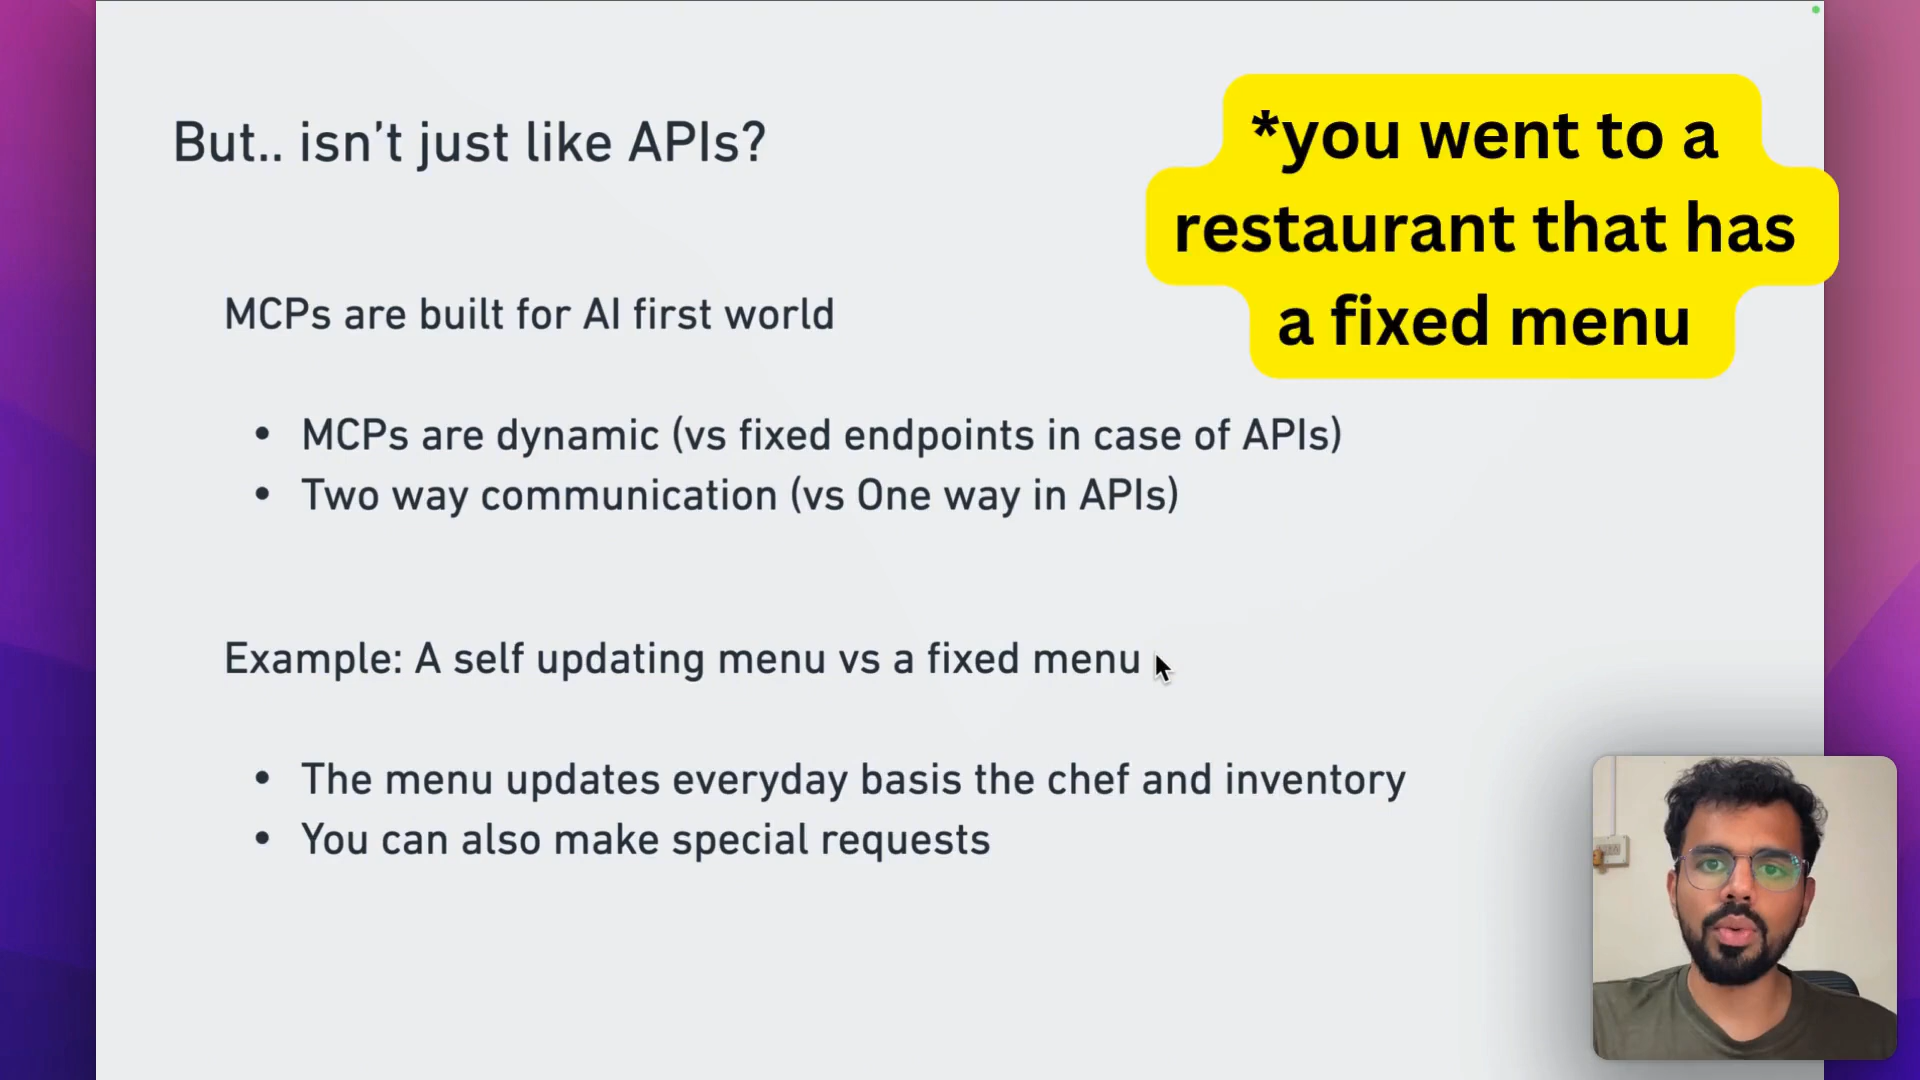 But.. isn't just like APIs?
*you went to a
restaurant that has
a fixed menu
MCPs are built for AI first world
• MCPs are dynamic (vs fixed endpoints in case of APIs)
• Two way communication (vs One way in APIs)
Example: A self updating menu vs a fixed menu
• The menu updates everyday basis the chef and inventory
• You can also make special requests